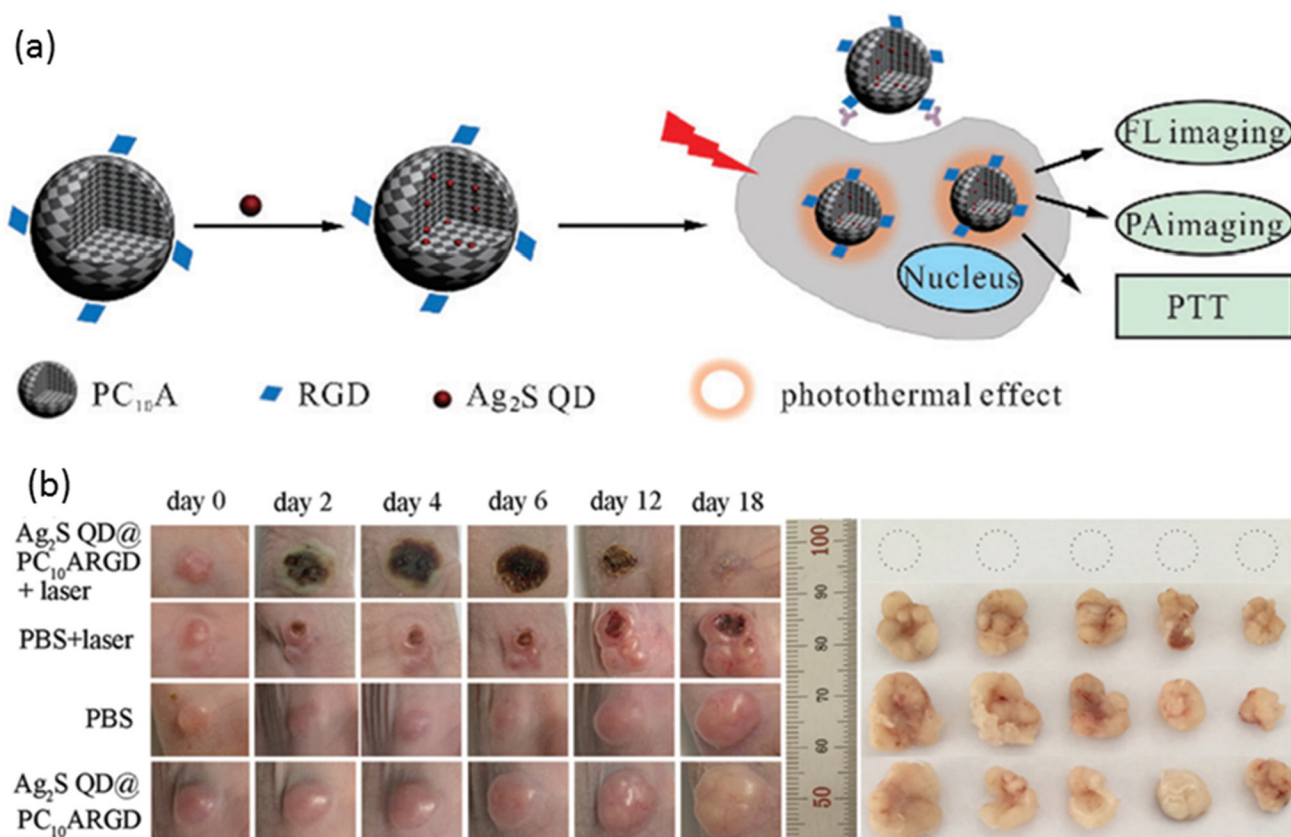 (a)
FL imaging
PA imaging
Nucleus
PTT
PC₁₀A
RGD
Ag₂S QD
photothermal effect
(b)
day 0 day 2 day 4 day 6 day 12 day 18
Ag₂S QD@
PC₁₀ARGD
+ laser
PBS+laser
PBS
Ag₂S QD@
PC₁₀ARGD
100
90
80
70
60
50